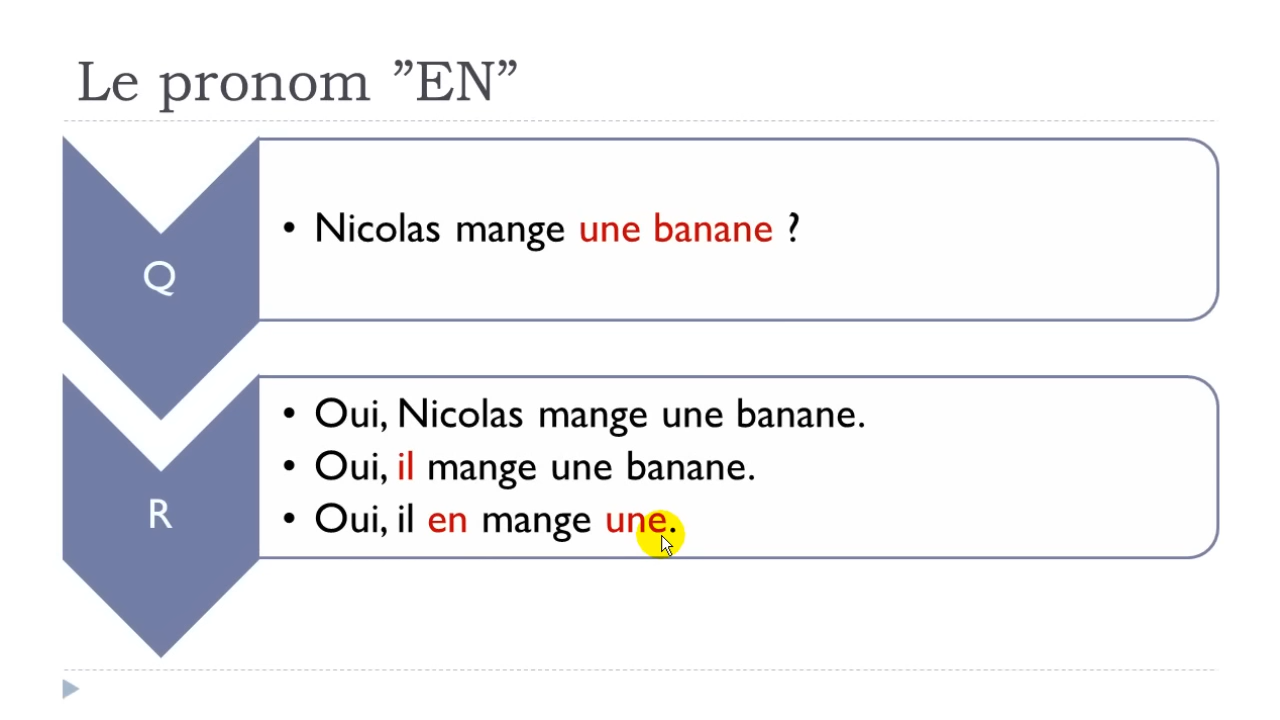 Le pronom ”EN”
Q
• Nicolas mange une banane ?
R
• Oui, Nicolas mange une banane.
• Oui, il mange une banane.
• Oui, il en mange une.